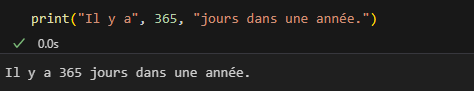 print("Il y a", 365, "jours dans une année.")
0.0s
Il y a 365 jours dans une année.